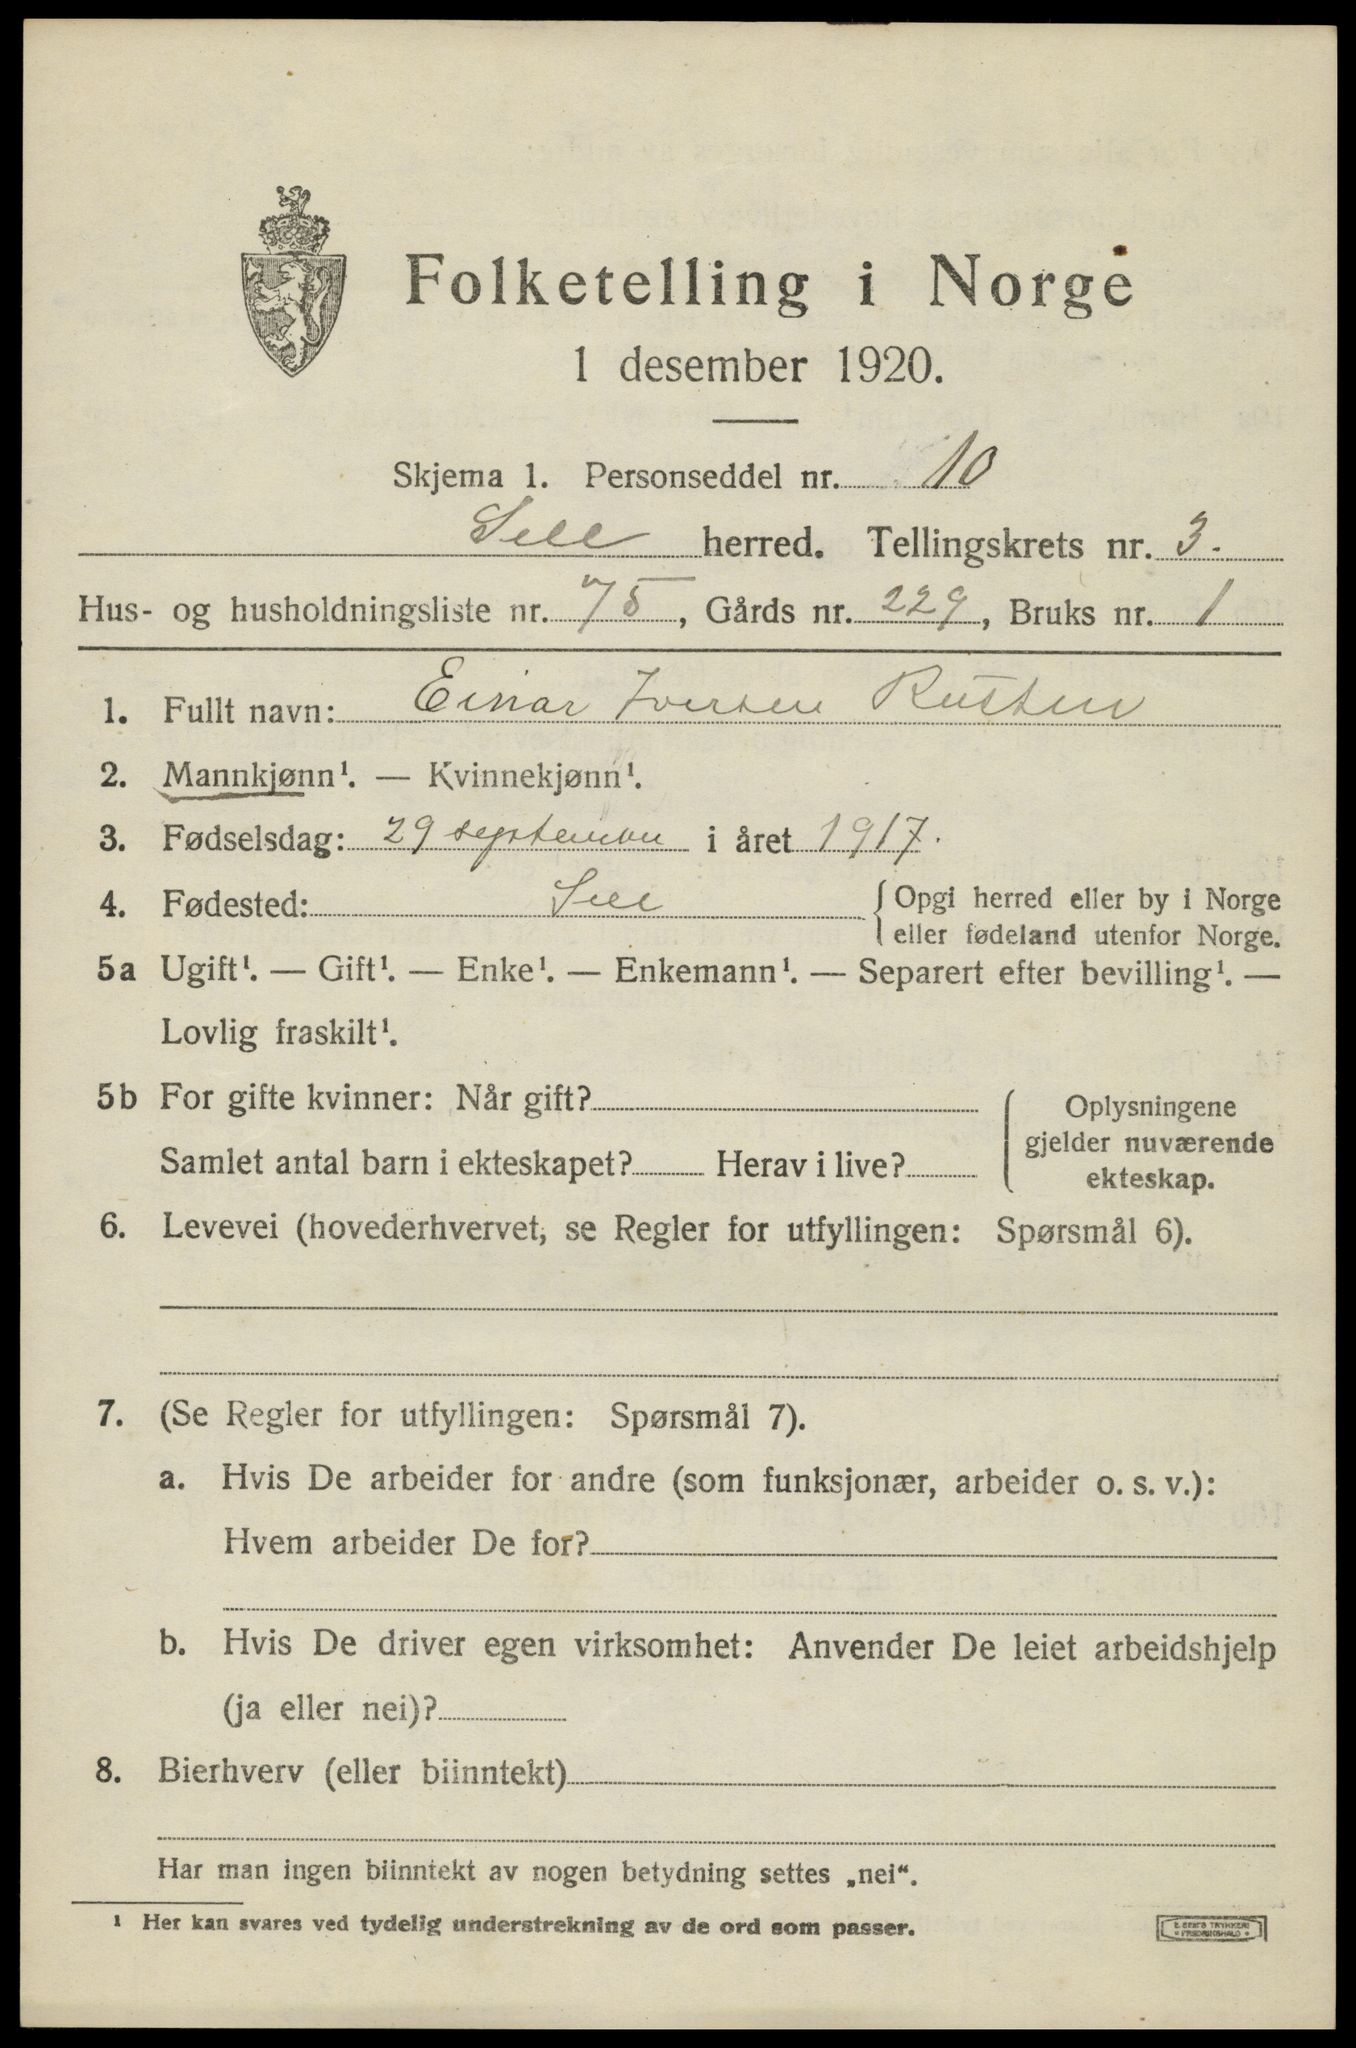 Folketelling i Norge
1 desember 1920.
Skjema 1. Personseddel nr. 10
Sell herred. Tellingskrets nr. 3.
Hus- og husholdningsliste nr. 75, Gårds nr. 229, Bruks nr. 1
1. Fullt navn: Einar Iversen Rusten
2. Mannkjønn¹. — Kvinnekjønn¹.
3. Fødselsdag: 29 september i året 1917.
4. Fødested: Sell { Opgi herred eller by i Norge
eller fødeland utenfor Norge.
5a Ugift¹. — Gift¹. — Enke¹. — Enkemann¹. — Separert efter bevilling¹. —
Lovlig fraskilt¹.
5b For gifte kvinner: Når gift?
Samlet antal barn i ekteskapet? Herav i live?
Oplysningene
gjelder nuværende
ekteskap.
6. Levevei (hovederhvervet, se Regler for utfyllingen: Spørsmål 6).
7. (Se Regler for utfyllingen: Spørsmål 7).
a. Hvis De arbeider for andre (som funksjonær, arbeider o. s. v.):
Hvem arbeider De for?
b. Hvis De driver egen virksomhet: Anvender De leiet arbeidshjelp
(ja eller nei)?
8. Bierhverv (eller biinntekt)
Har man ingen biinntekt av nogen betydning settes „nei“.
¹ Her kan svares ved tydelig understrekning av de ord som passer.